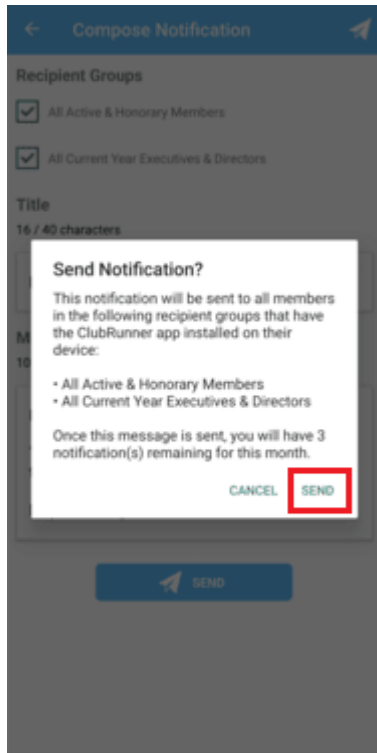 Compose Notification
Recipient Groups
All Active & Honorary Members
All Current Year Executives & Directors
Title
16 / 40 characters
Send Notification?
This notification will be sent to all members
in the following recipient groups that have
the ClubRunner app installed on their
device:
• All Active & Honorary Members
• All Current Year Executives & Directors
Once this message is sent, you will have 3
notification(s) remaining for this month.
CANCEL SEND
M
10
SEND